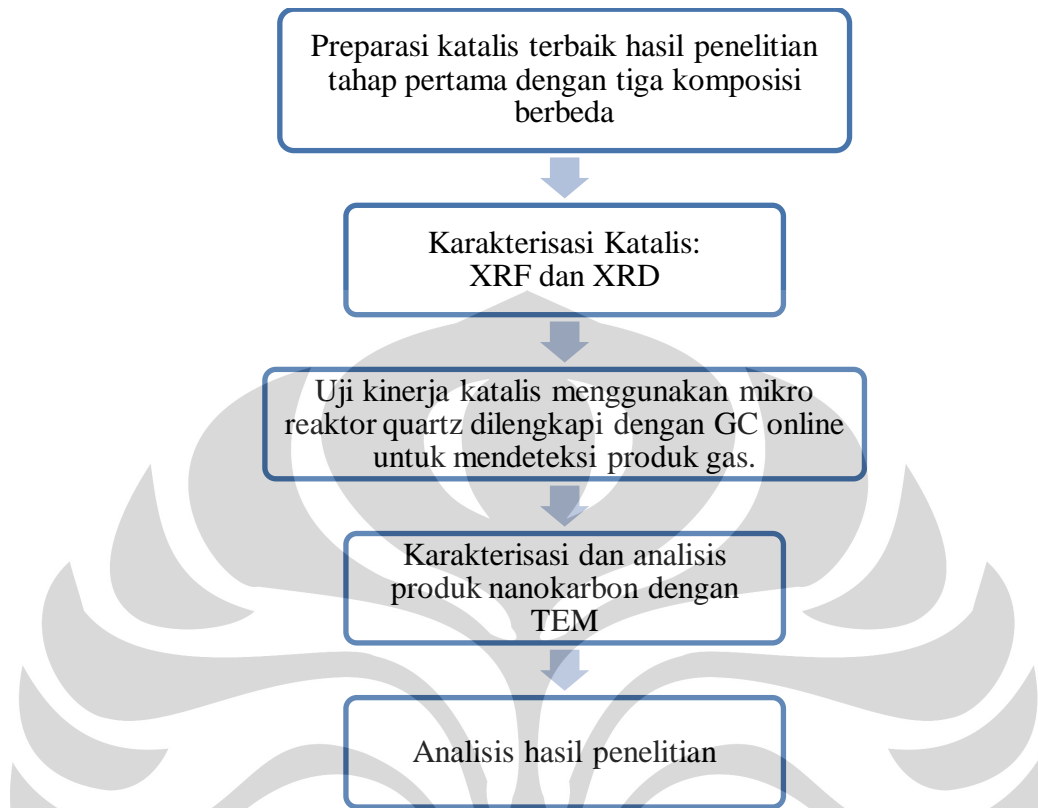 Preparasi katalis terbaik hasil penelitian
tahap pertama dengan tiga komposisi
berbeda
Karakterisasi Katalis:
XRF dan XRD
Uji kinerja katalis menggunakan mikro
reaktor quartz dilengkapi dengan GC online
untuk mendeteksi produk gas.
Karakterisasi dan analisis
produk nanokarbon dengan
TEM
Analisis hasil penelitian